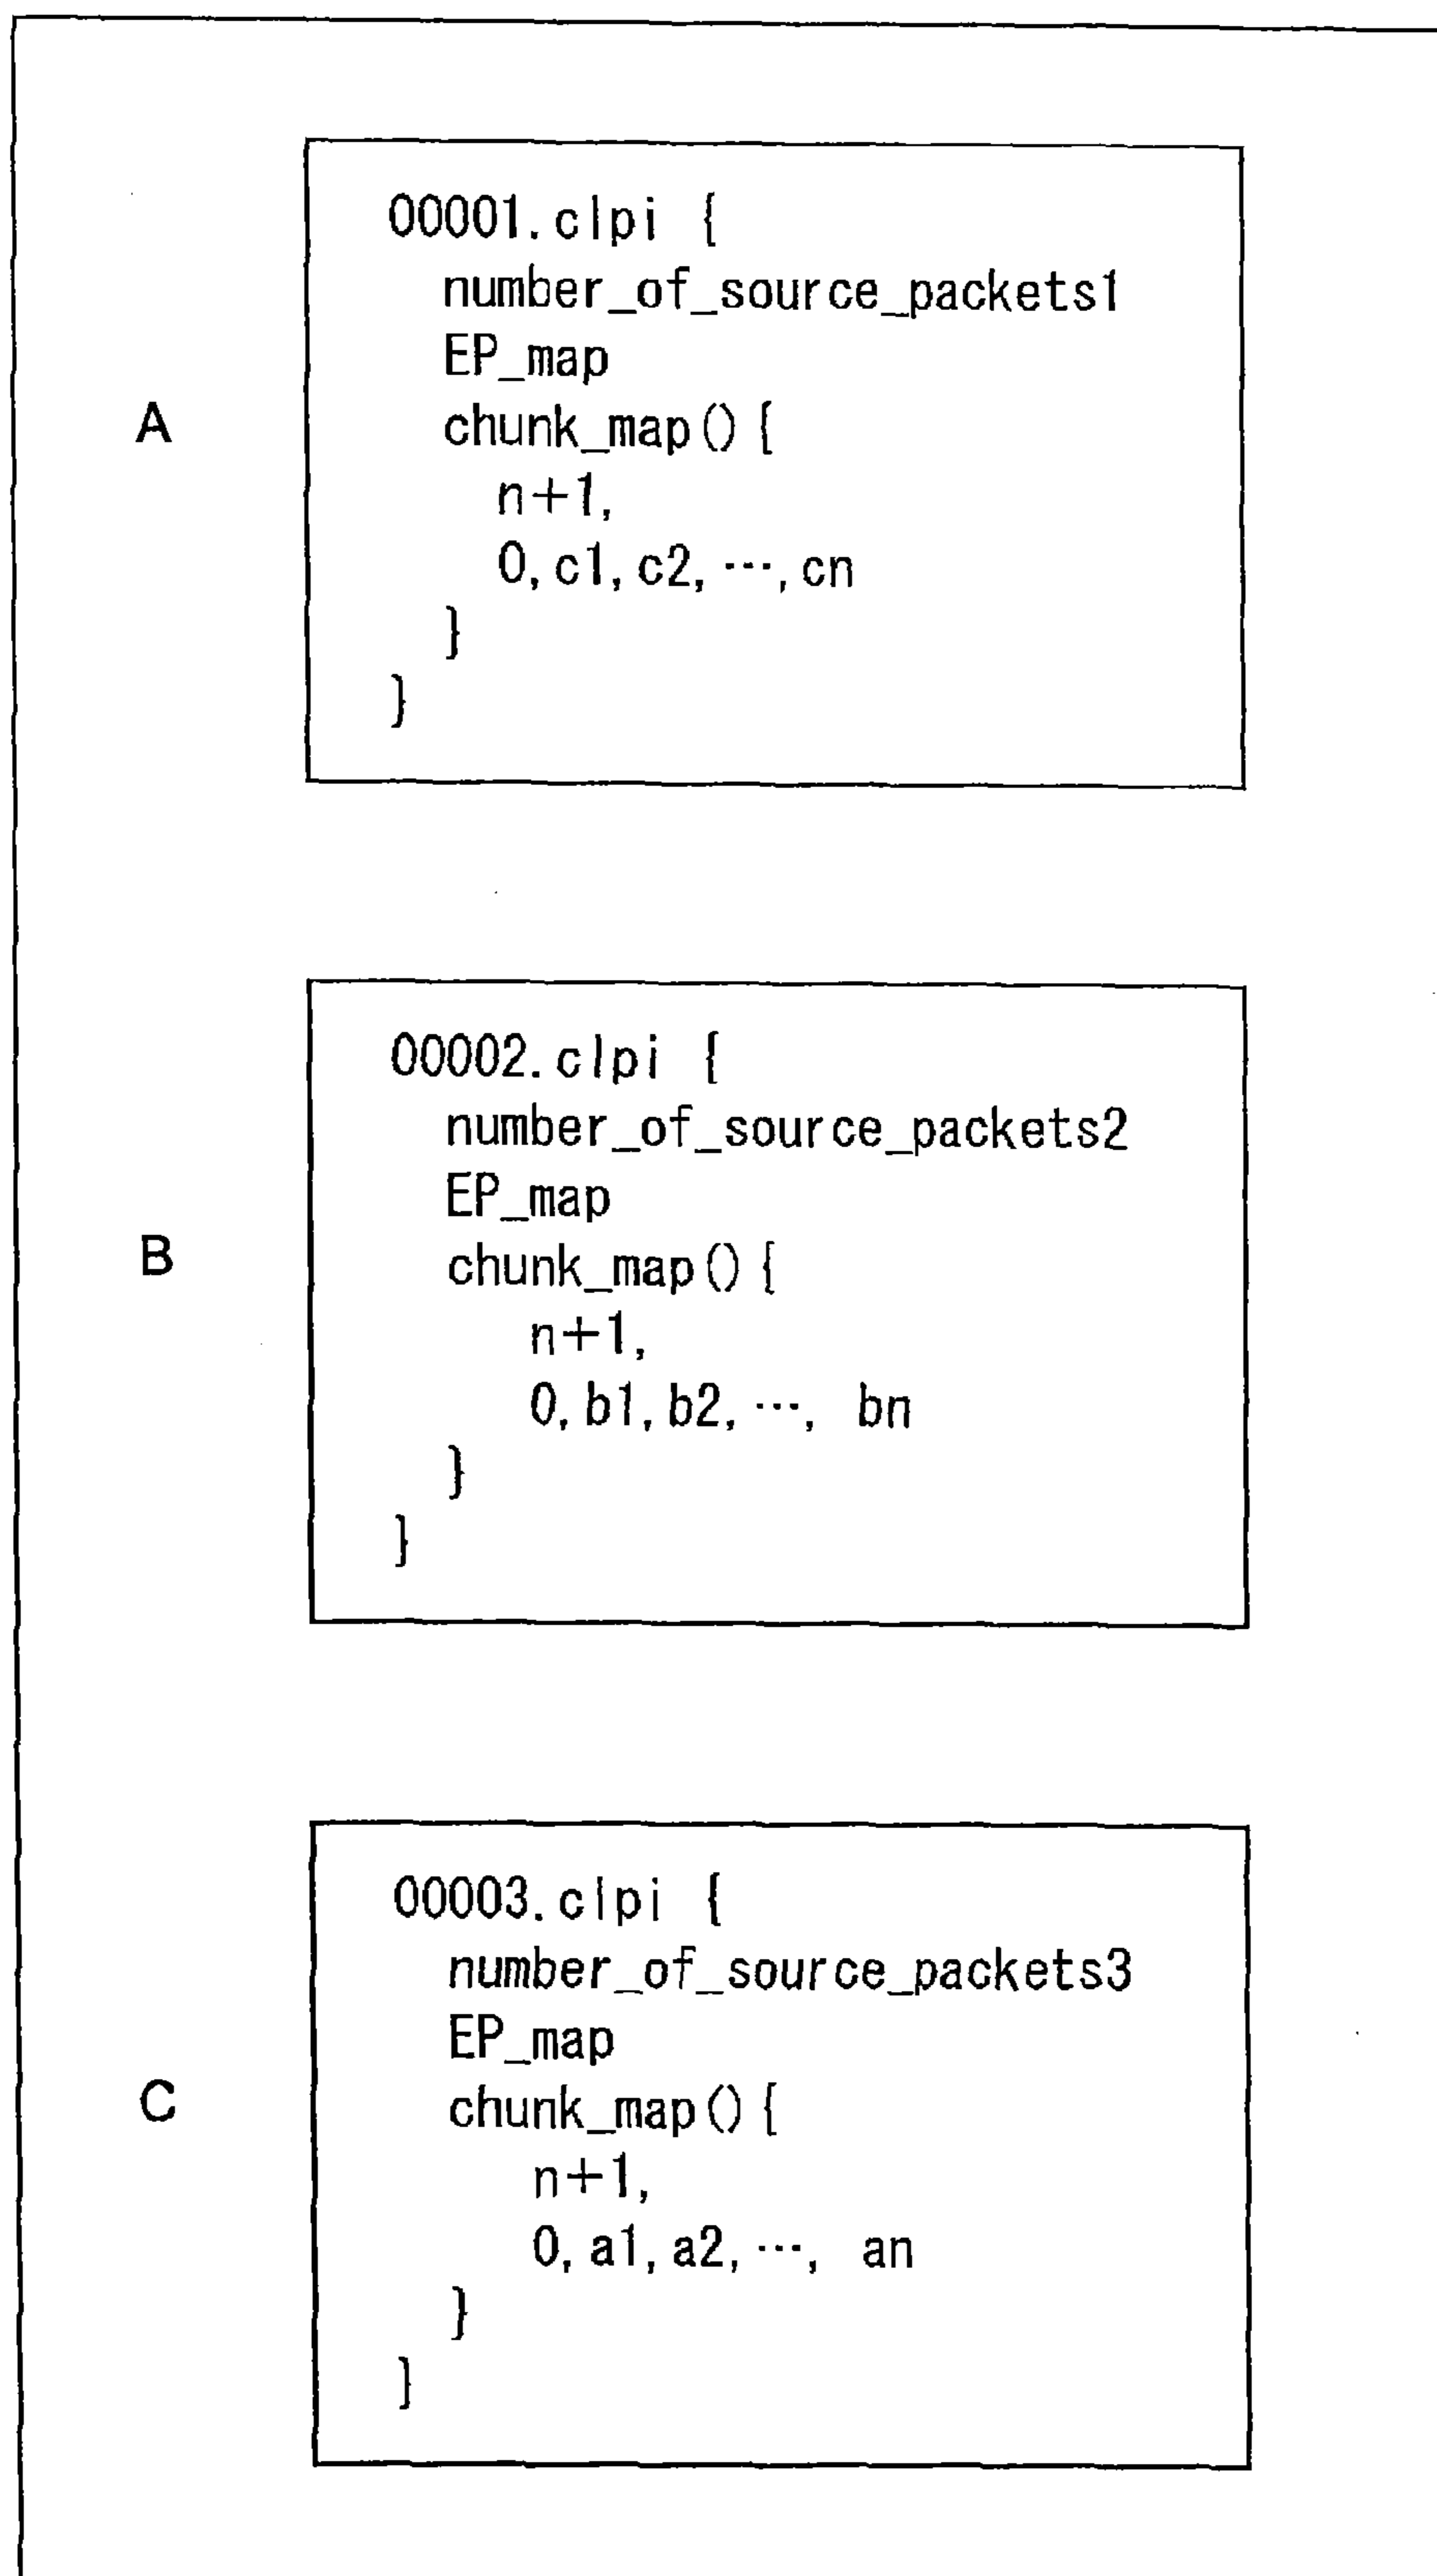 A
00001.clpi {
number_of_source_packets1
EP_map
chunk_map() {
n+1,
0, c1, c2, …, cn
}
}
B
00002.clpi {
number_of_source_packets2
EP_map
chunk_map() {
n+1,
0, b1, b2, …, bn
}
}
C
00003.clpi {
number_of_source_packets3
EP_map
chunk_map() {
n+1,
0, a1, a2, …, an
}
}